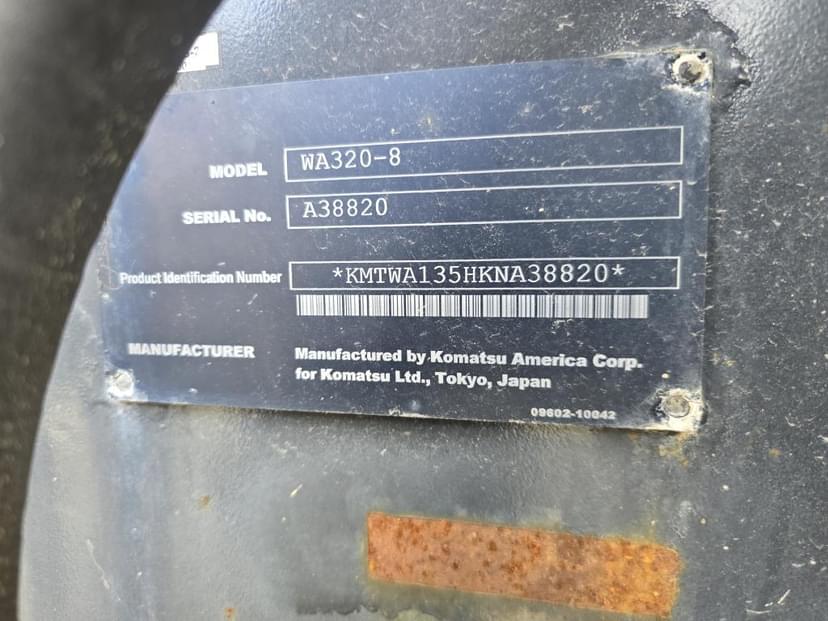 MODEL WA320-8
SERIAL No. A38820
Product Identification Number *KMTWA135HKNA38820*
MANUFACTURER Manufactured by Komatsu America Corp.
for Komatsu Ltd., Tokyo, Japan
09602-10042